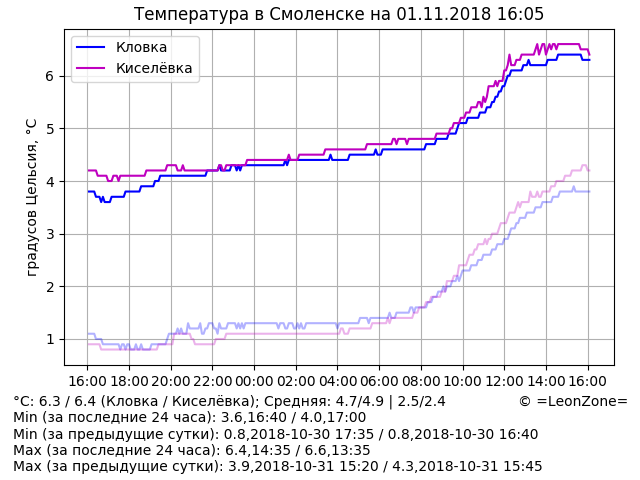 Температура в Смоленске на 01.11.2018 16:05
Кловка
Киселёвка
градусов Цельсия, °C
6
5
4
3
2
1
16:00 18:00 20:00 22:00 00:00 02:00 04:00 06:00 08:00 10:00 12:00 14:00 16:00
°C: 6.3 / 6.4 (Кловка / Киселёвка); Средняя: 4.7/4.9 | 2.5/2.4 © =LeonZone=
Min (за последние 24 часа): 3.6,16:40 / 4.0,17:00
Min (за предыдущие сутки): 0.8,2018-10-30 17:35 / 0.8,2018-10-30 16:40
Max (за последние 24 часа): 6.4,14:35 / 6.6,13:35
Max (за предыдущие сутки): 3.9,2018-10-31 15:20 / 4.3,2018-10-31 15:45